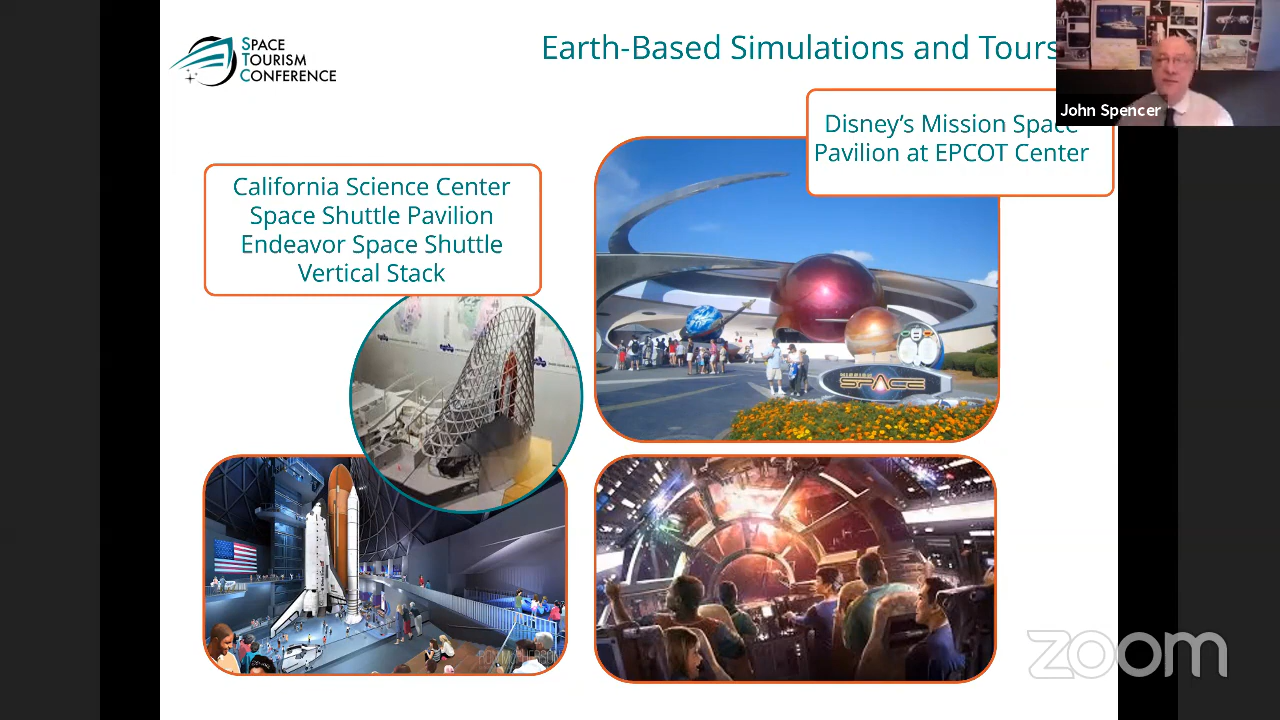 SPACE
TOURISM
CONFERENCE
Earth-Based Simulations and Tours
John Spencer
Disney's Mission Space
Pavilion at EPCOT Center
California Science Center
Space Shuttle Pavilion
Endeavor Space Shuttle
Vertical Stack
MISSION
SPACE
zoom